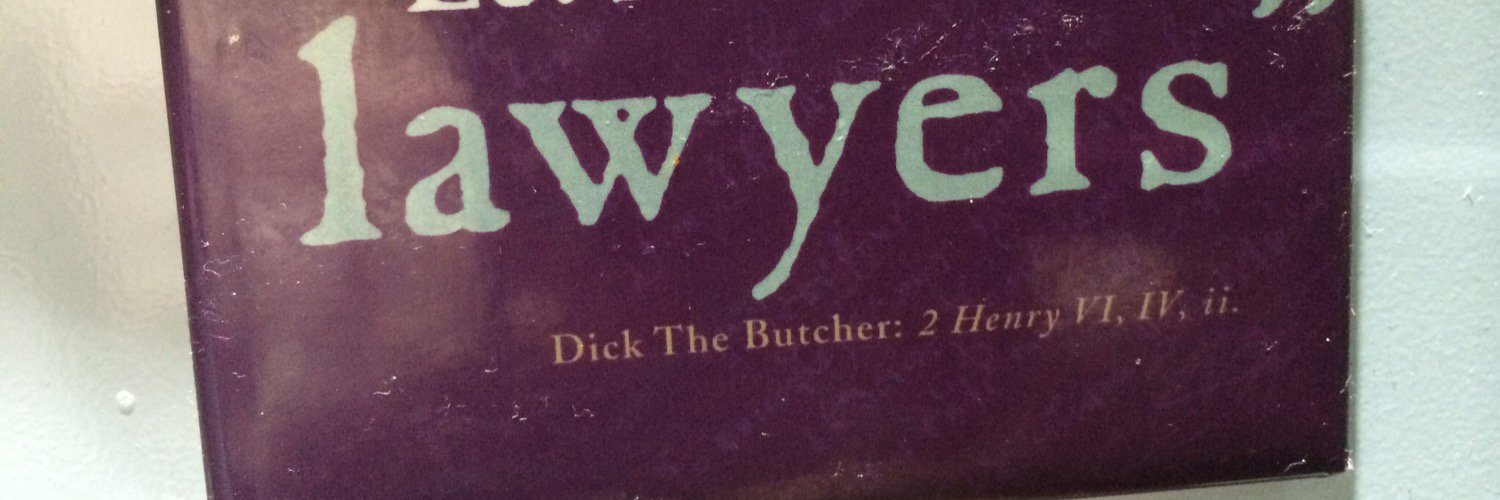 lawyers
Dick The Butcher: 2 Henry VI, IV, ii.